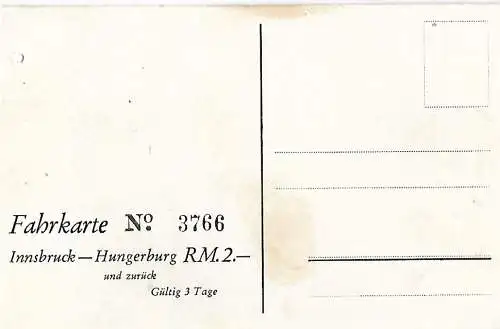 Fahrkarte No. 3766
Innsbruck — Hungerburg RM. 2.—
und zurück
Gültig 3 Tage